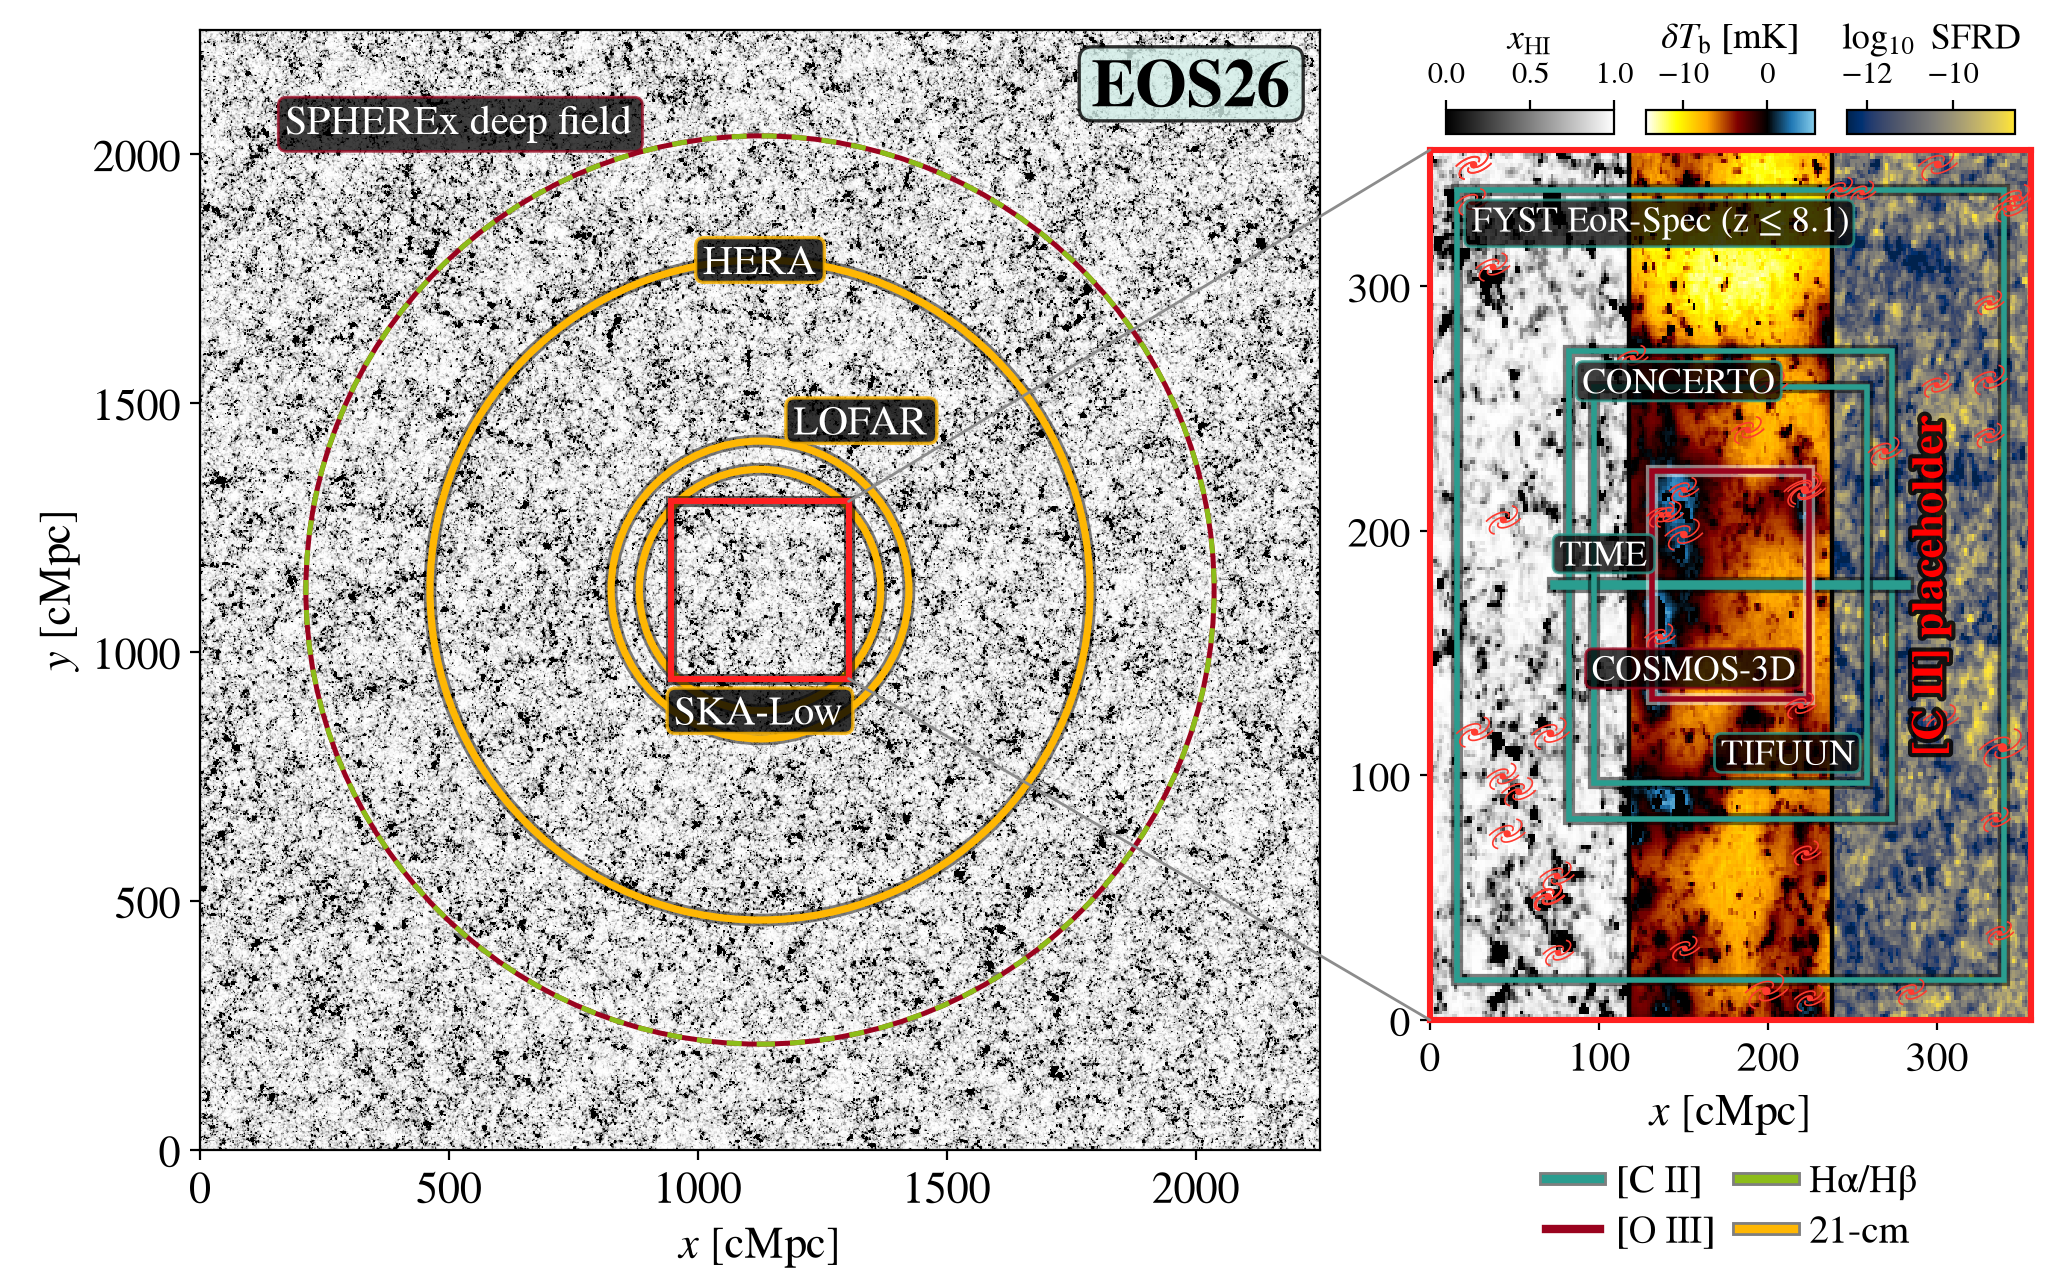 EOS26
SPHEREx deep field
HERA
LOFAR
SKA-Low
2000
1500
1000
500
0
y [cMpc]
0 500 1000 1500 2000
x [cMpc]
x_HI
0.0 0.5 1.0
δT_b [mK]
−10 0
log₁₀ SFRD
−12 −10
FYST EoR-Spec (z ≤ 8.1)
CONCERTO
TIME
COSMOS-3D
TIFUUN
[C II] placeholder
300
200
100
0
0 100 200 300
x [cMpc]
[C II]
[O III]
Hα/Hβ
21-cm